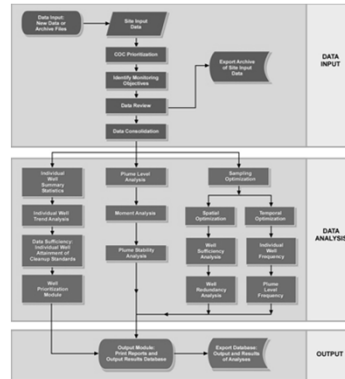 Data Input:
New Data or
Archive Files
Site Input
Data
COC Prioritization
Identify Monitoring
Objectives
Data Review
Export Archive
of Site Input
Data
Data Consolidation
DATA
INPUT
Individual
Well
Summary
Statistics
Plume Level
Analysis
Sampling
Optimization
Individual Well
Trend Analysis
Moment Analysis
Spatial
Optimization
Temporal
Optimization
Data Sufficiency:
Individual Well
Attainment of
Cleanup Standards
Plume Stability
Analysis
Well
Sufficiency
Analysis
Individual Well
Frequency
Well
Prioritization
Module
Well
Redundancy
Analysis
Plume
Level
Frequency
DATA
ANALYSIS
Output Module:
Print Reports and
Output Results Database
Export Database:
Output and Results
of Analyses
OUTPUT